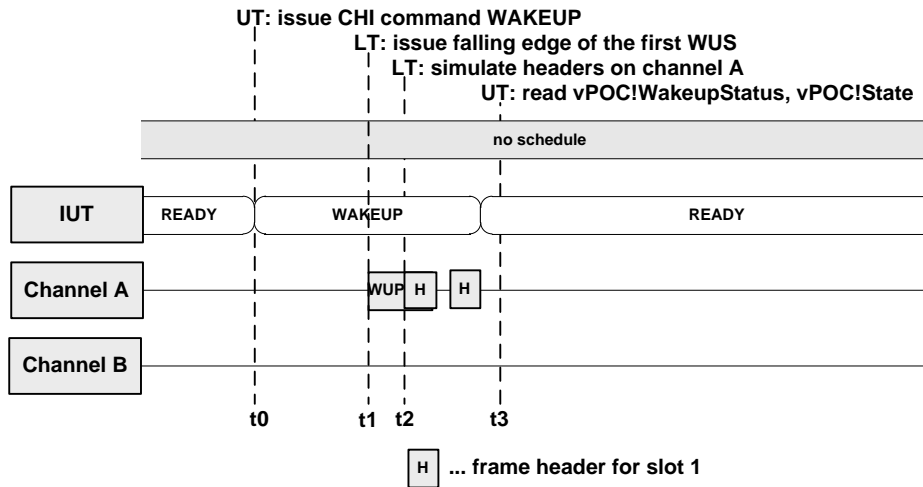 UT: issue CHI command WAKEUP
LT: issue falling edge of the first WUS
LT: simulate headers on channel A
UT: read vPOC!WakeupStatus, vPOC!State
no schedule
IUT
READY
WAKEUP
READY
Channel A
WUP
H
H
Channel B
t0
t1
t2
t3
H
... frame header for slot 1